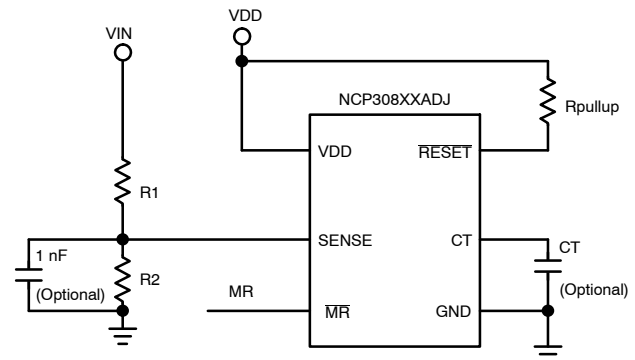 VDD
VIN
NCP308XXADJ
Rpullup
VDD
RESET
R1
SENSE
CT
CT
1 nF
(Optional)
R2
(Optional)
MR
MR
GND